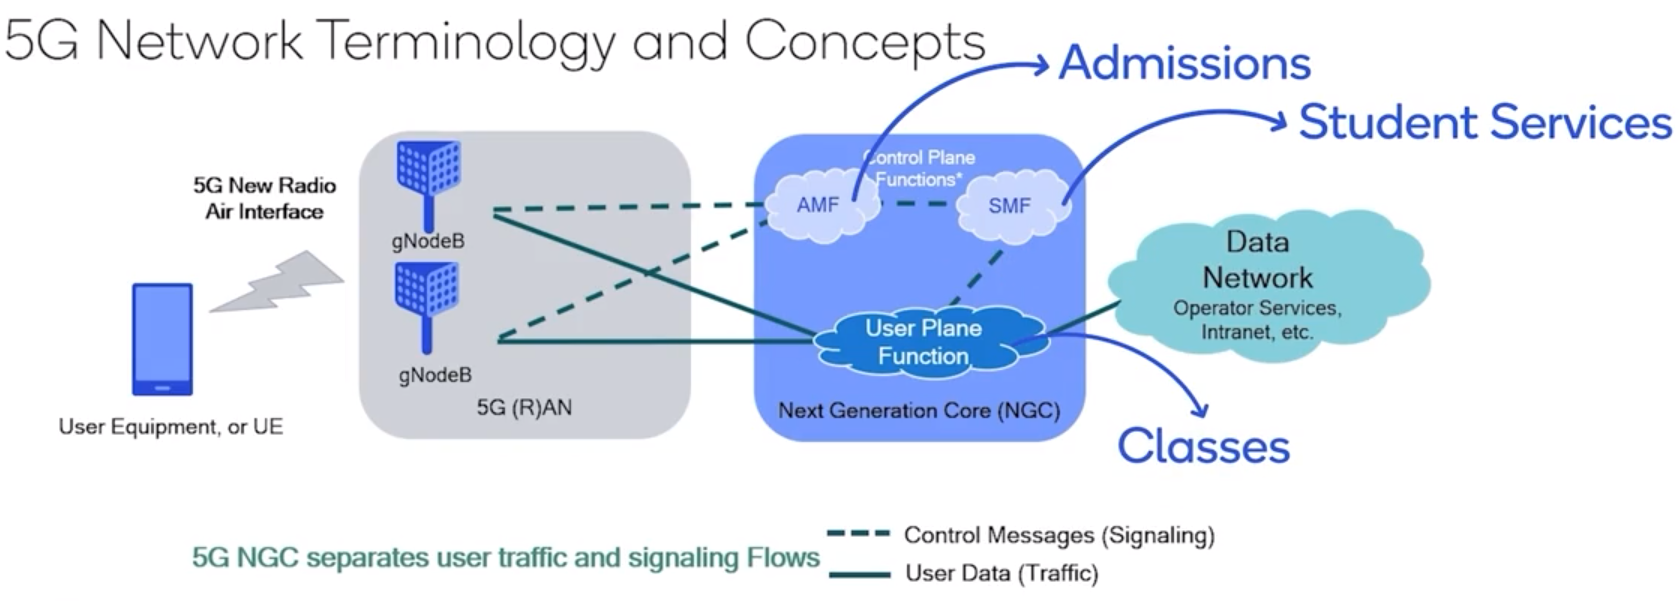 5G Network Terminology and Concepts
Admissions
Student Services
5G New Radio
Air Interface
gNodeB
gNodeB
5G (R)AN
User Equipment, or UE
Control Plane
Functions*
AMF
SMF
User Plane
Function
Next Generation Core (NGC)
Data
Network
Operator Services,
Intranet, etc.
Classes
5G NGC separates user traffic and signaling Flows
Control Messages (Signaling)
User Data (Traffic)